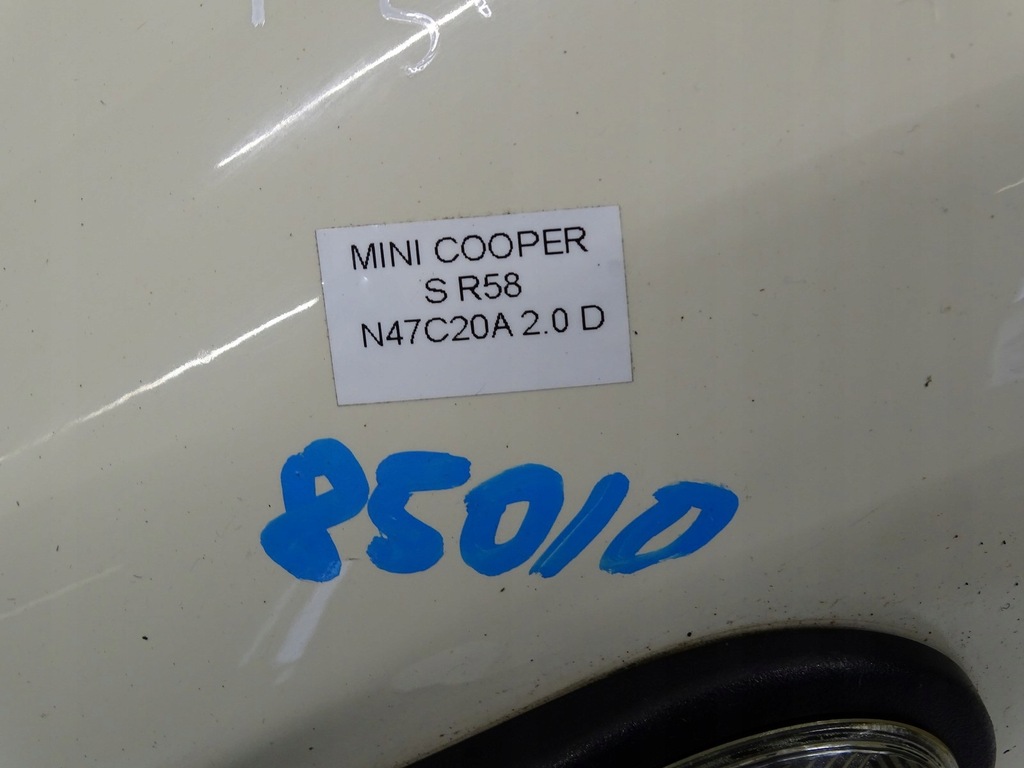 MINI COOPER
S R58
N47C20A 2.0 D
85010